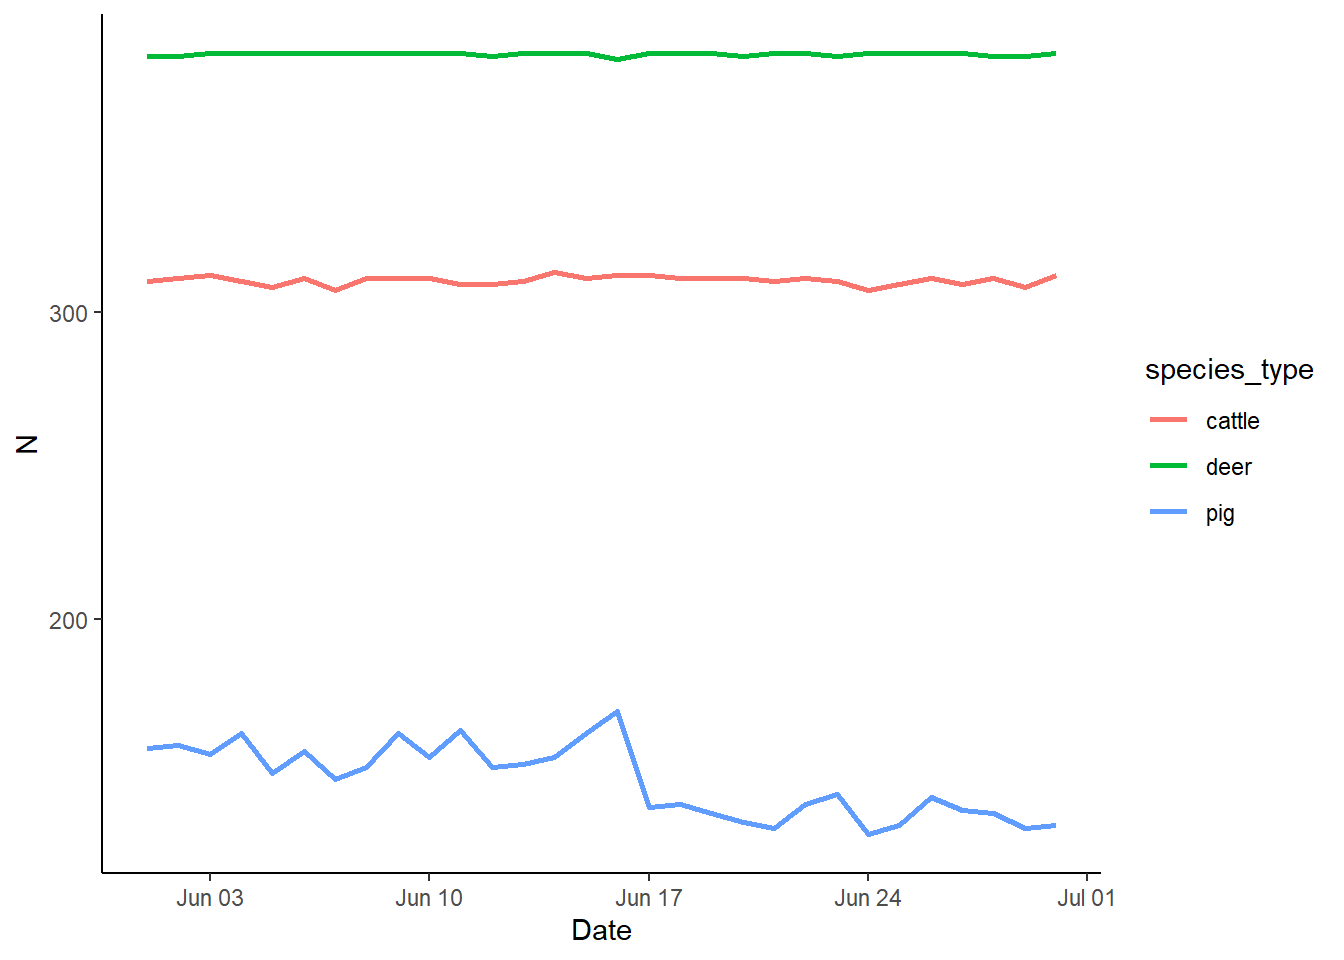 300
200
N
Jun 03
Jun 10
Jun 17
Jun 24
Jul 01
Date
species_type
cattle
deer
pig